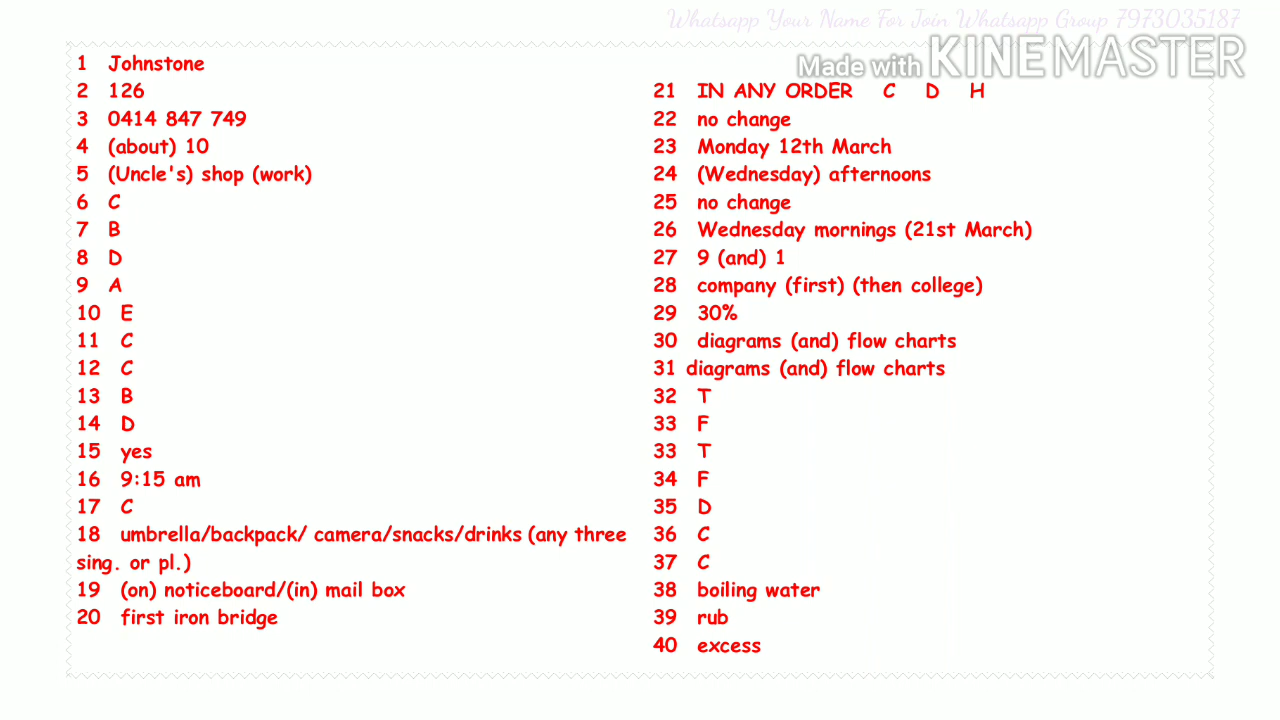 Whatsapp Your Name For Join Whatsapp Group 7973035187
Made with KINEMASTER
1 Johnstone
2 126
3 0414 847 749
4 (about) 10
5 (Uncle's) shop (work)
6 C
7 B
8 D
9 A
10 E
11 C
12 C
13 B
14 D
15 yes
16 9:15 am
17 C
18 umbrella/backpack/ camera/snacks/drinks (any three
sing. or pl.)
19 (on) noticeboard/(in) mail box
20 first iron bridge
21 IN ANY ORDER C D H
22 no change
23 Monday 12th March
24 (Wednesday) afternoons
25 no change
26 Wednesday mornings (21st March)
27 9 (and) 1
28 company (first) (then college)
29 30%
30 diagrams (and) flow charts
31 diagrams (and) flow charts
32 T
33 F
33 T
34 F
35 D
36 C
37 C
38 boiling water
39 rub
40 excess